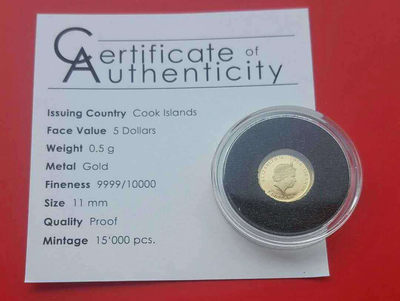 Certificate of
Authenticity
Issuing Country Cook Islands
Face Value 5 Dollars
Weight 0.5 g
Metal Gold
Fineness 9999/10000
Size 11 mm
Quality Proof
Mintage 15'000 pcs.